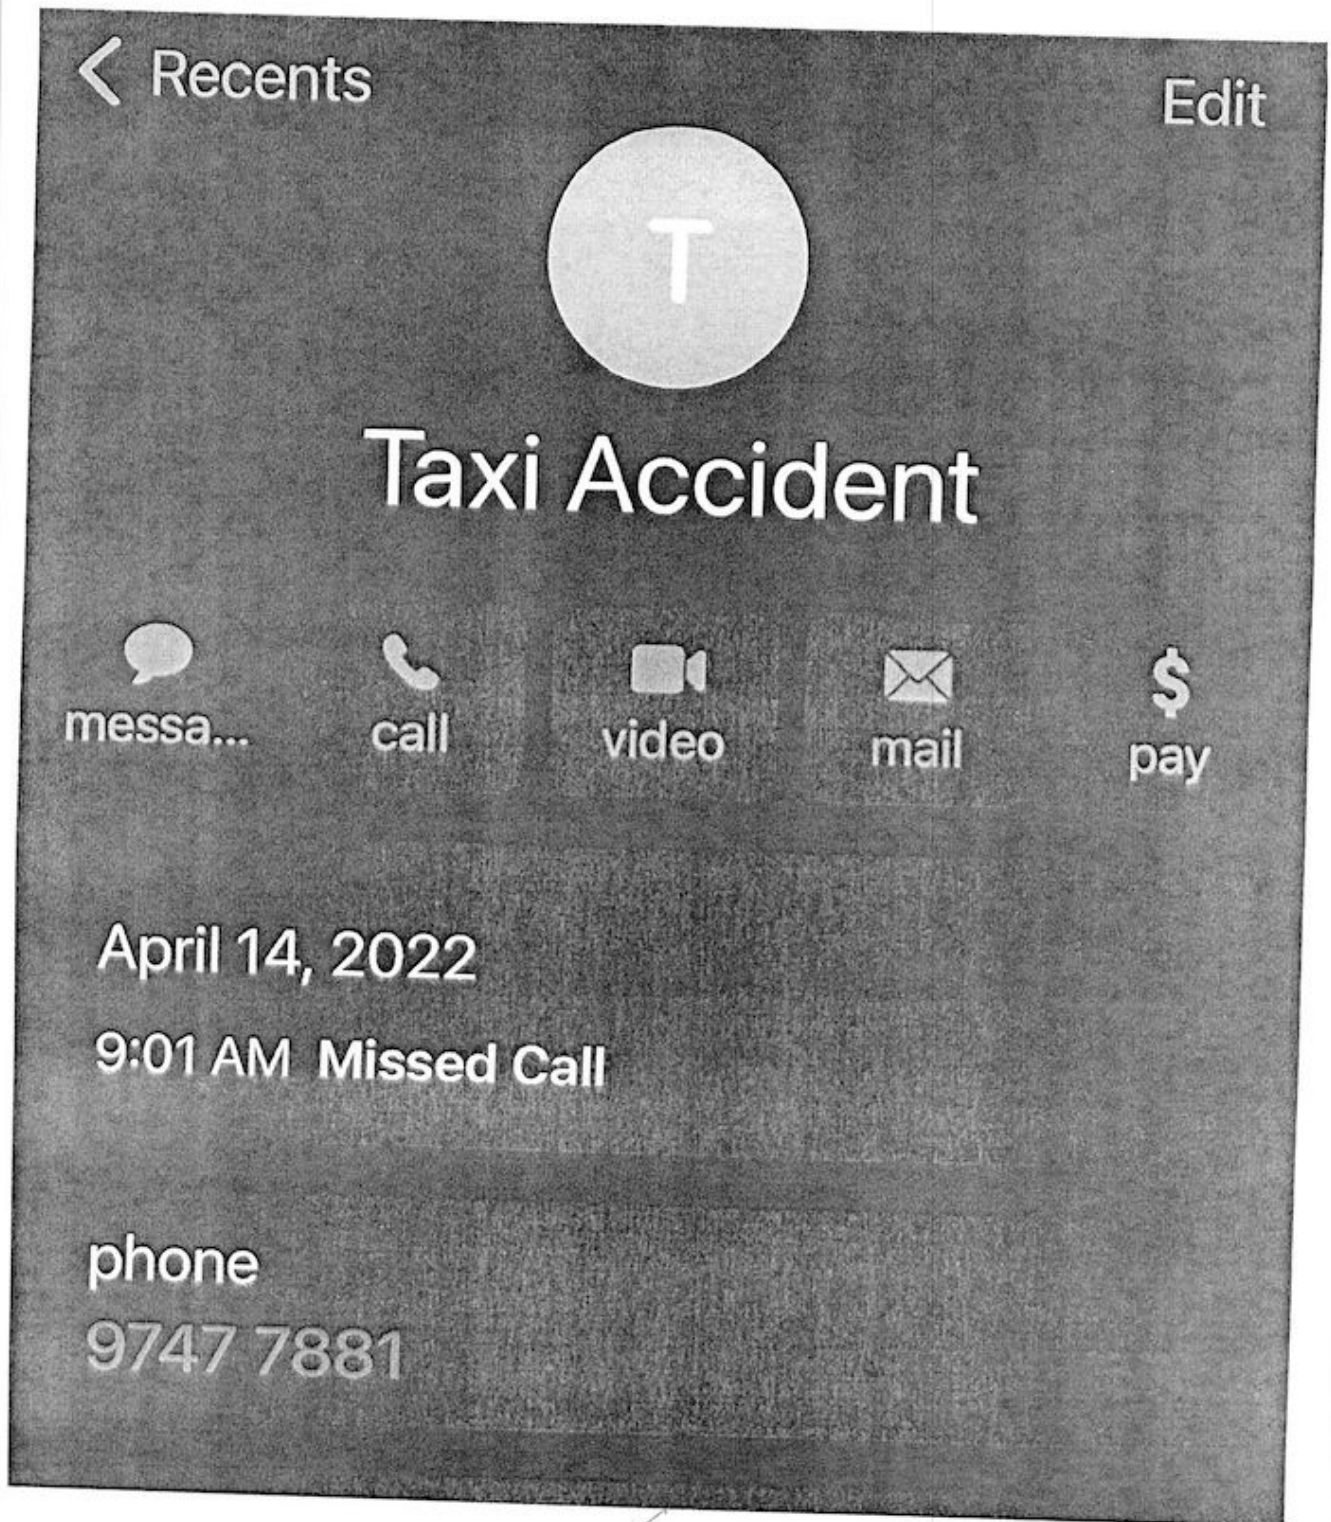 Recents
Edit
T
Taxi Accident
messa...
call
video
mail
pay
April 14, 2022
9:01 AM Missed Call
phone
9747 7881